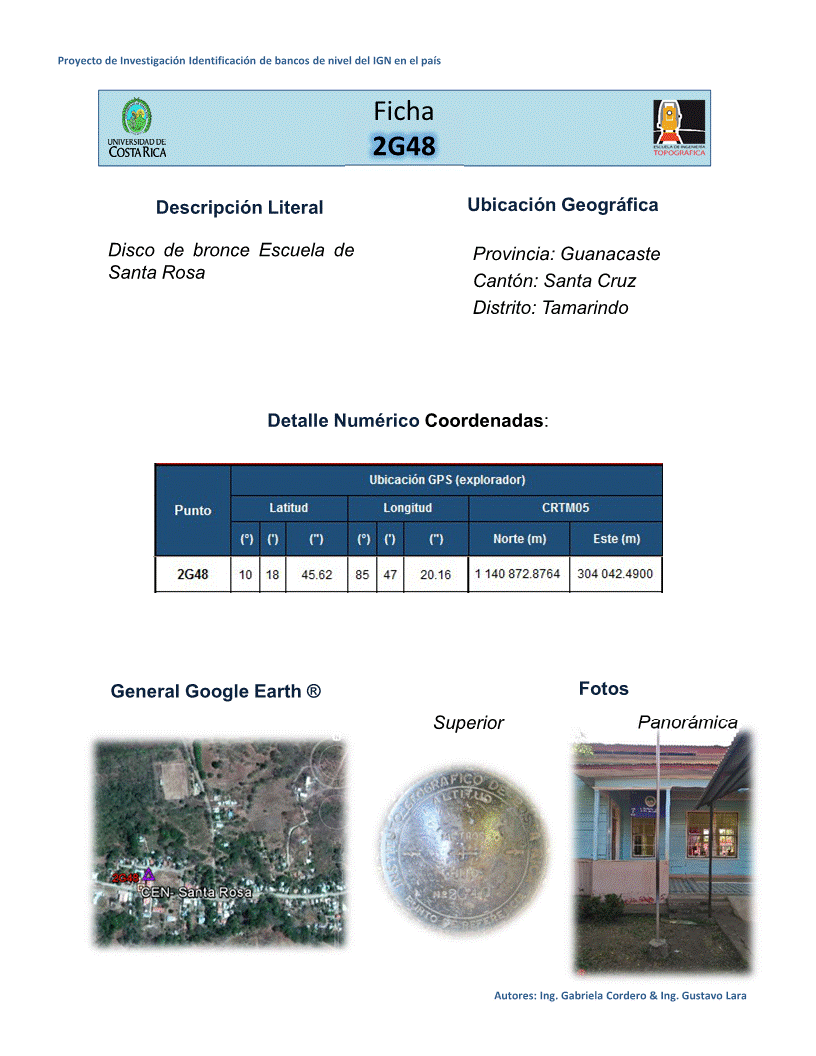 Proyecto de Investigación Identificación de bancos de nivel del IGN en el país
UNIVERSIDAD DE
COSTA RICA
Ficha
2G48
ESCUELA DE INGENIERÍA
TOPOGRÁFICA
Descripción Literal
Disco de bronce Escuela de
Santa Rosa
Ubicación Geográfica
Provincia: Guanacaste
Cantón: Santa Cruz
Distrito: Tamarindo
Detalle Numérico Coordenadas:
Punto
Ubicación GPS (explorador)
Latitud Longitud CRTM05
(°) (') (") (°) (') (") Norte (m) Este (m)
2G48 10 18 45.62 85 47 20.16 1 140 872.8764 304 042.4900
General Google Earth ®
Fotos
Superior
Panorámica
2G48
CEN- Santa Rosa
ALTITUD
PUNTO
Autores: Ing. Gabriela Cordero & Ing. Gustavo Lara